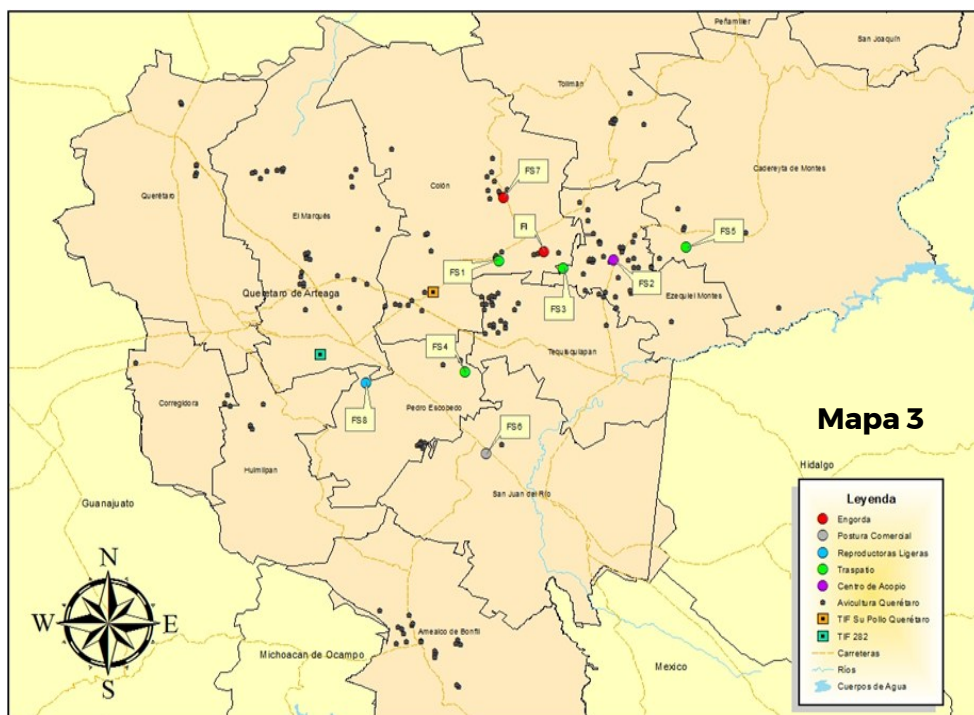 Peñamiller
San Joaquín
Tolimán
Cadereyta de Montes
Querétaro
Colón
FS7
El Marqués
FI
FS5
FS1
FS2
FS3
Querétaro de Arteaga
Ezequiel Montes
FS4
Tequisquiapan
Corregidora
FS8
Pedro Escobedo
Mapa 3
FS6
Huimilpan
Hidalgo
San Juan del Río
Guanajuato
N
W E
S
Amealco de Bonfil
Michoacan de Ocampo
Mexico
Leyenda
Engorda
Postura Comercial
Reproductoras Ligeras
Traspatio
Centro de Acopio
Avicultura Querétaro
TIF Su Pollo Querétaro
TIF 282
Carreteras
Ríos
Cuerpos de Agua